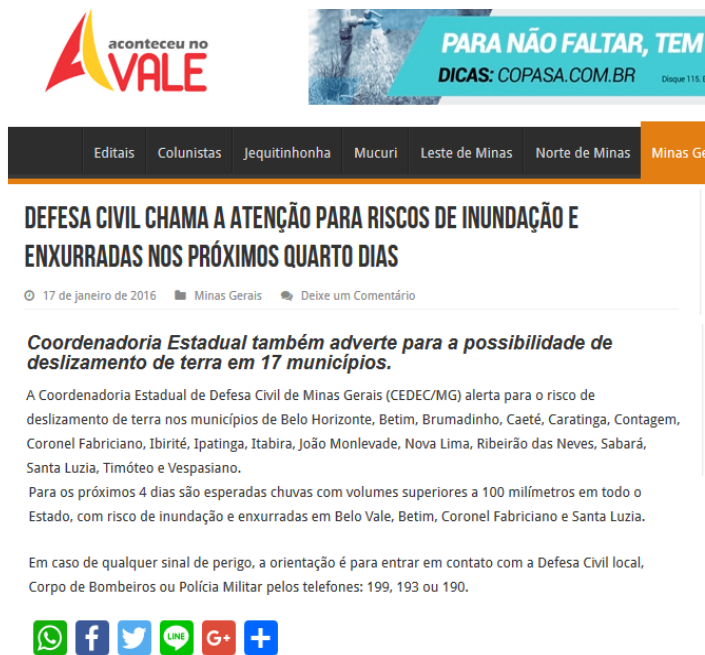 aconteceu no
VALE
PARA NÃO FALTAR, TEM
DICAS: COPASA.COM.BR
Disque 115.
Editais Colunistas Jequitinhonha Mucuri Leste de Minas Norte de Minas Minas Ge
DEFESA CIVIL CHAMA A ATENÇÃO PARA RISCOS DE INUNDAÇÃO E
ENXURRADAS NOS PRÓXIMOS QUARTO DIAS
17 de janeiro de 2016 Minas Gerais Deixe um Comentário
Coordenadoria Estadual também adverte para a possibilidade de
deslizamento de terra em 17 municípios.
A Coordenadoria Estadual de Defesa Civil de Minas Gerais (CEDEC/MG) alerta para o risco de
deslizamento de terra nos municípios de Belo Horizonte, Betim, Brumadinho, Caeté, Caratinga, Contagem,
Coronel Fabriciano, Ibirité, Ipatinga, Itabira, João Monlevade, Nova Lima, Ribeirão das Neves, Sabará,
Santa Luzia, Timóteo e Vespasiano.
Para os próximos 4 dias são esperadas chuvas com volumes superiores a 100 milímetros em todo o
Estado, com risco de inundação e enxurradas em Belo Vale, Betim, Coronel Fabriciano e Santa Luzia.
Em caso de qualquer sinal de perigo, a orientação é para entrar em contato com a Defesa Civil local,
Corpo de Bombeiros ou Polícia Militar pelos telefones: 199, 193 ou 190.
LINE G+